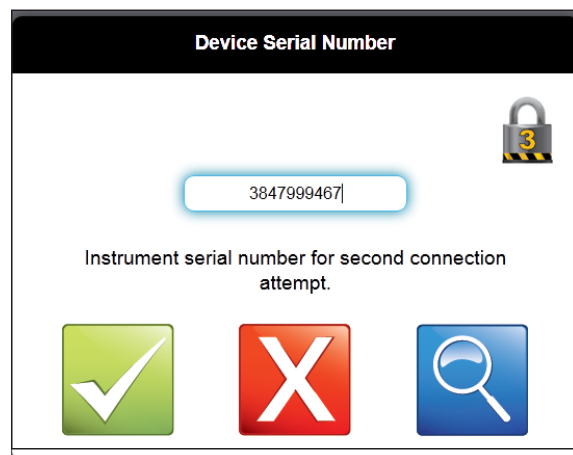 Device Serial Number
3
3847999467
Instrument serial number for second connection
attempt.
X